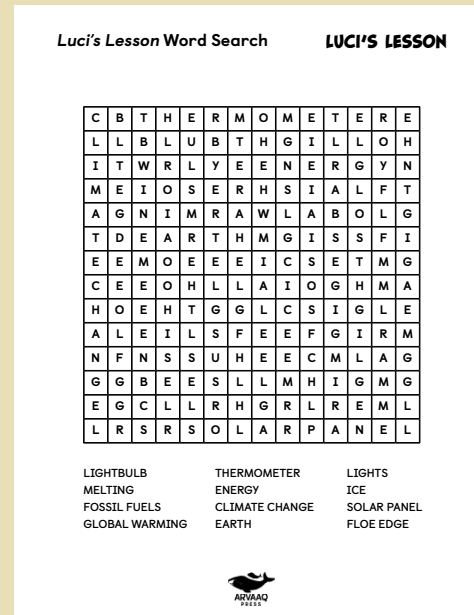 Luci's Lesson Word Search
LUCI'S LESSON
C B T H E R M O M E T E R E
L L B L U B T H G I L L O H
I T W R L Y E E N E R G Y N
M E I O S E R H S I A L F T
A G N I M R A W L A B O L G
T D E A R T H M G I S S F I
E E M O E E E I C S E T M G
C E E O H L L A I O G H M A
H O E H T G G L C S I G L E
A L E I L S F E E F G I R M
N F N S S U H E E C M L A G
G G B E E S L L M H I G M G
E G C L L R H G R L R E M L
L R S R S O L A R P A N E L
LIGHTBULB THERMOMETER LIGHTS
MELTING ENERGY ICE
FOSSIL FUELS CLIMATE CHANGE SOLAR PANEL
GLOBAL WARMING EARTH FLOE EDGE
ARVAAQ
PRESS